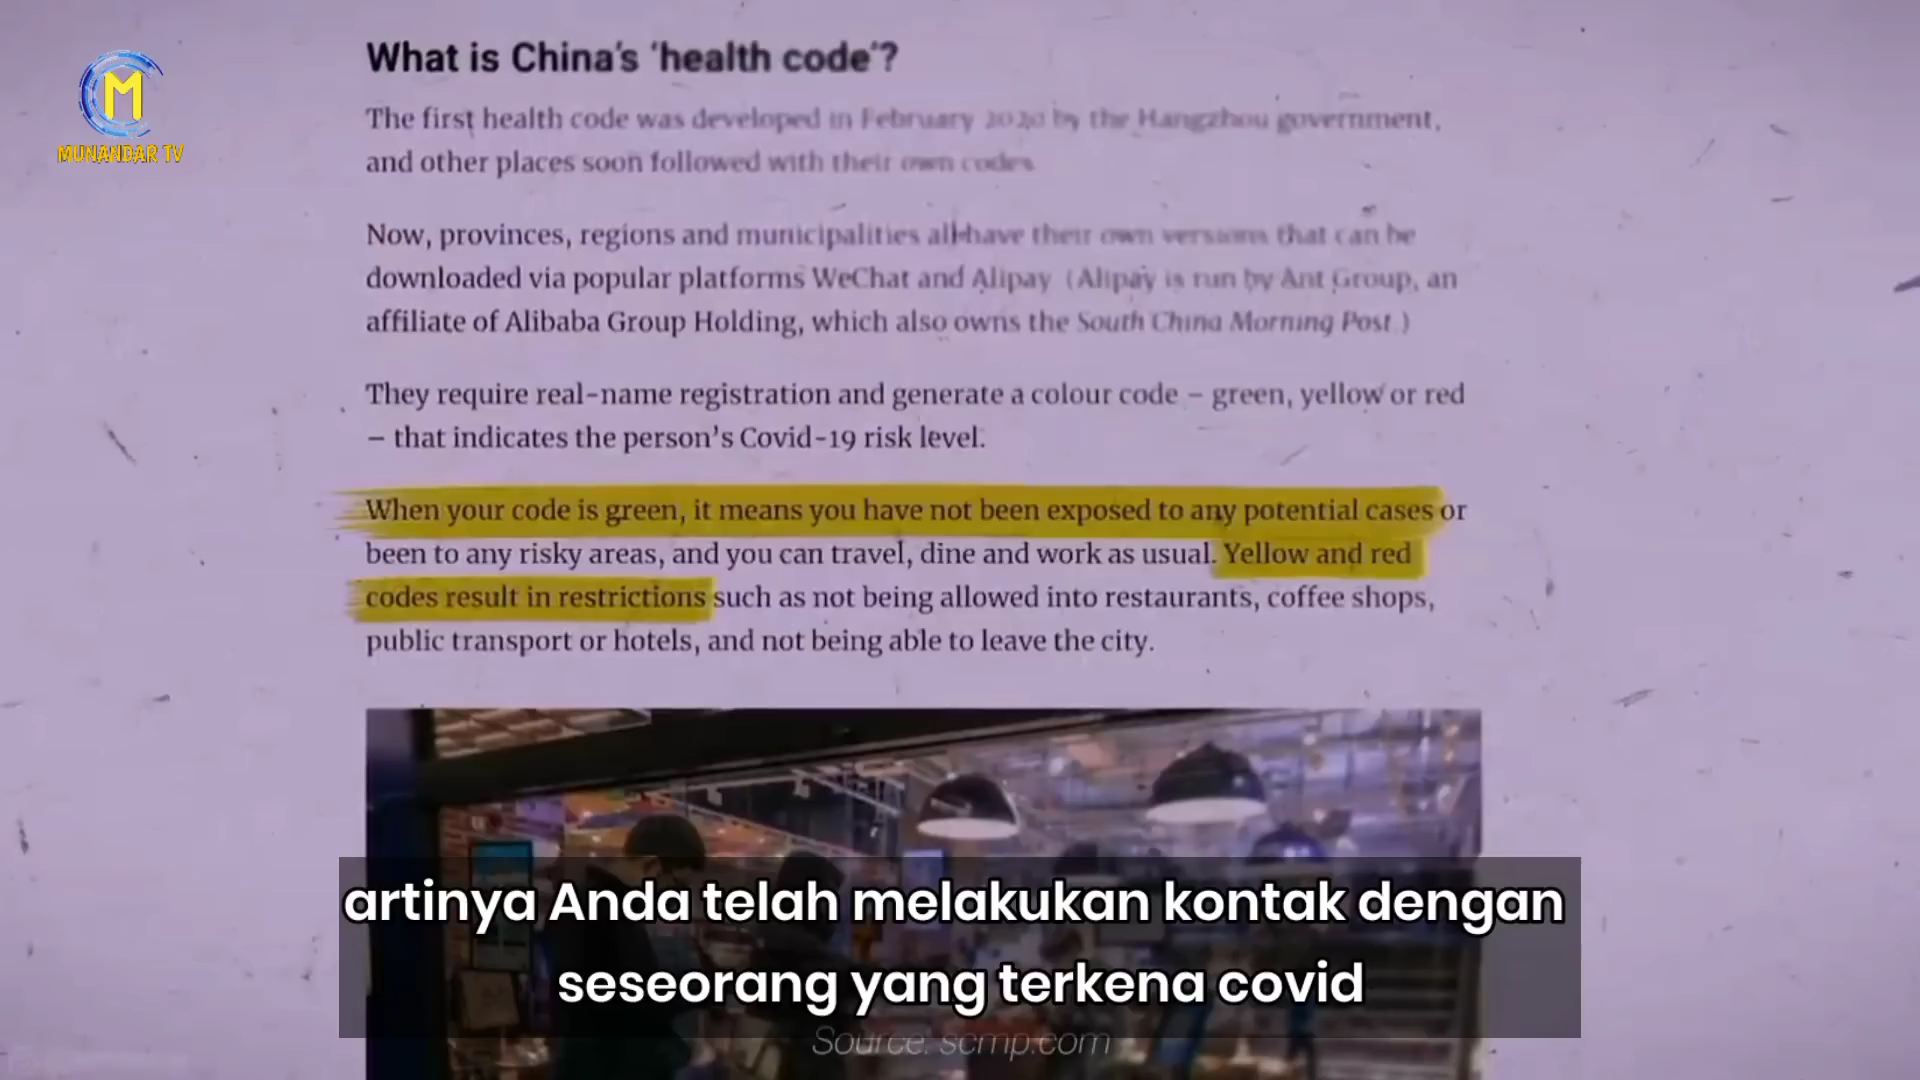 What is China's 'health code'?
M
MUNANDAR TV
The first health code was developed in February 2020 by the Hangzhou government,
and other places soon followed with their own codes
Now, provinces, regions and municipalities all have their own versions that can be
downloaded via popular platforms WeChat and Alipay (Alipay is run by Ant Group, an
affiliate of Alibaba Group Holding, which also owns the South China Morning Post.)
They require real-name registration and generate a colour code – green, yellow or red
– that indicates the person's Covid-19 risk level.
When your code is green, it means you have not been exposed to any potential cases or
been to any risky areas, and you can travel, dine and work as usual. Yellow and red
codes result in restrictions such as not being allowed into restaurants, coffee shops,
public transport or hotels, and not being able to leave the city.
artinya Anda telah melakukan kontak dengan
seseorang yang terkena covid
Source: scmp.com